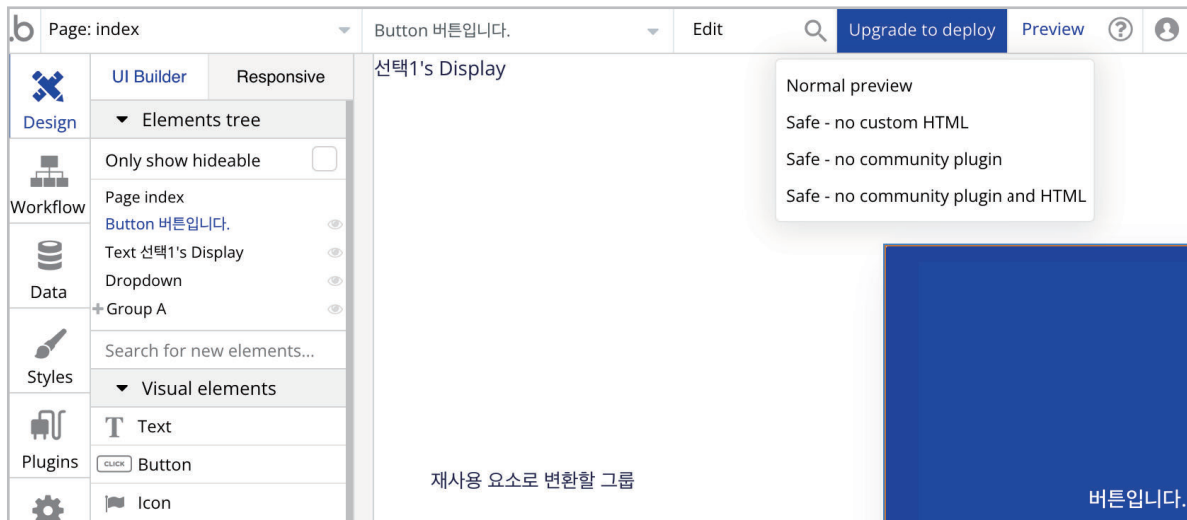 .b Page: index Button 버튼입니다. Edit Upgrade to deploy Preview ?
Design
Workflow
Data
Styles
Plugins
UI Builder Responsive
Elements tree
Only show hideable
Page index
Button 버튼입니다.
Text 선택1's Display
Dropdown
Group A
Search for new elements...
Visual elements
T Text
CLICK Button
Icon
선택1's Display
Normal preview
Safe - no custom HTML
Safe - no community plugin
Safe - no community plugin and HTML
재사용 요소로 변환할 그룹
버튼입니다.